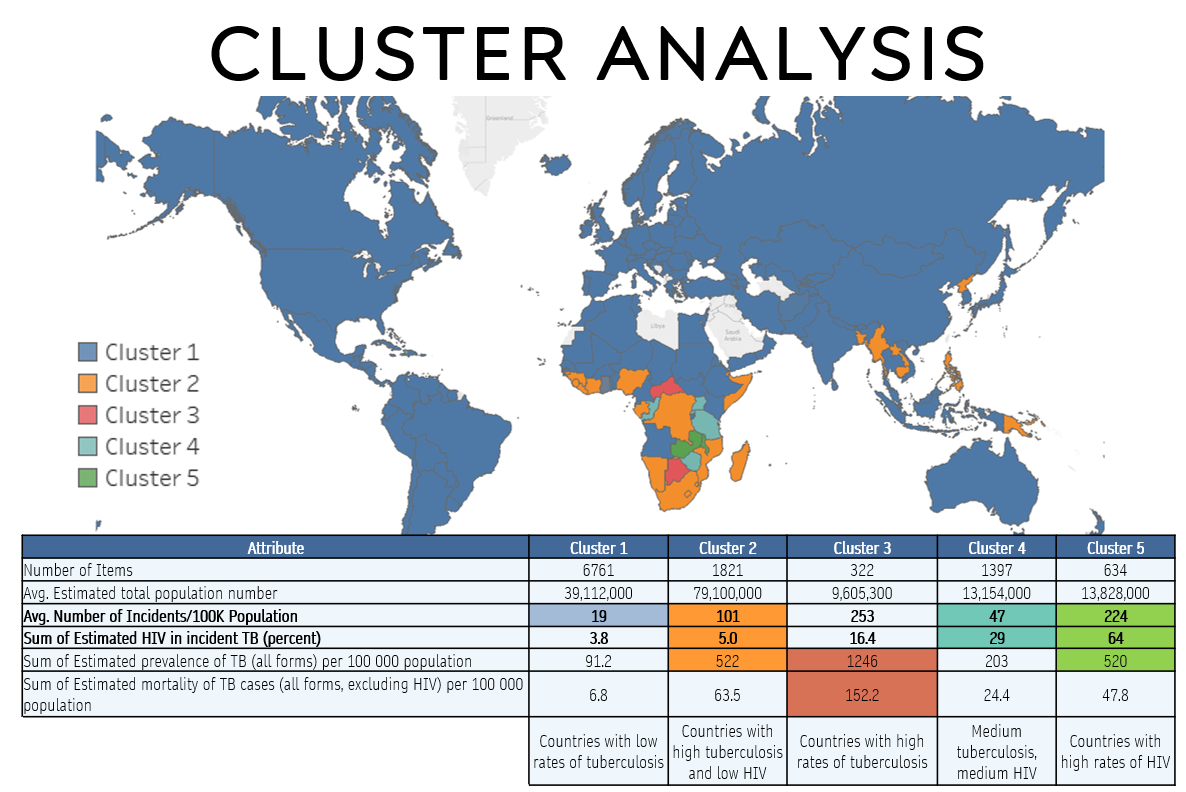 CLUSTER ANALYSIS
Greenland
Libya
Saudi
Arabia
Cluster 1
Cluster 2
Cluster 3
Cluster 4
Cluster 5
Attribute Cluster 1 Cluster 2 Cluster 3 Cluster 4 Cluster 5
Number of Items 6761 1821 322 1397 634
Avg. Estimated total population number 39,112,000 79,100,000 9,605,300 13,154,000 13,828,000
Avg. Number of Incidents/100K Population 19 101 253 47 224
Sum of Estimated HIV in incident TB (percent) 3.8 5.0 16.4 29 64
Sum of Estimated prevalence of TB (all forms) per 100 000 population 91.2 522 1246 203 520
Sum of Estimated mortality of TB cases (all forms, excluding HIV) per 100 000
population 6.8 63.5 152.2 24.4 47.8
Countries with low
rates of tuberculosis
Countries with
high tuberculosis
and low HIV
Countries with high
rates of tuberculosis
Medium
tuberculosis,
medium HIV
Countries with
high rates of HIV